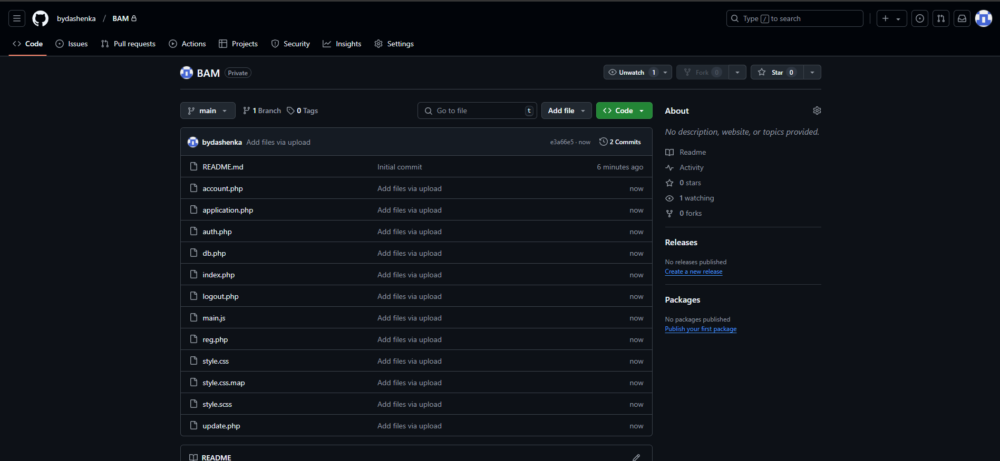 bydashenka / BAM
Type / to search
Code Issues Pull requests Actions Projects Security Insights Settings
BAM Private
Unwatch 1 Fork 0 Star 0
main 1 Branch 0 Tags Go to file t Add file Code
bydashenka Add files via upload e3a66e5 · now 2 Commits
README.md Initial commit 6 minutes ago
account.php Add files via upload now
application.php Add files via upload now
auth.php Add files via upload now
db.php Add files via upload now
index.php Add files via upload now
logout.php Add files via upload now
main.js Add files via upload now
reg.php Add files via upload now
style.css Add files via upload now
style.css.map Add files via upload now
style.scss Add files via upload now
update.php Add files via upload now
README
About
No description, website, or topics provided.
Readme
Activity
0 stars
1 watching
0 forks
Releases
No releases published
Create a new release
Packages
No packages published
Publish your first package